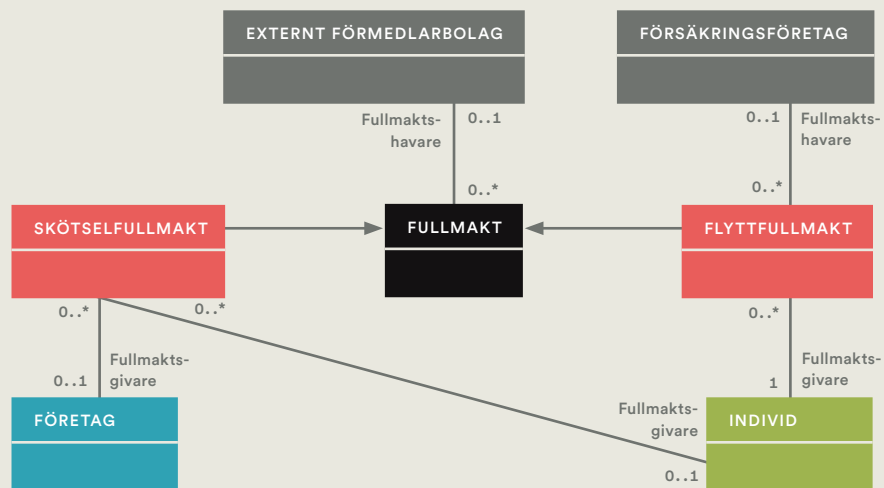 EXTERNT FÖRMEDLARBOLAG
FÖRSÄKRINGSFÖRETAG
Fullmakts-
havare
0..1
0..*
0..1
Fullmakts-
havare
0..*
SKÖTSELFULLMAKT
FULLMAKT
FLYTTFULLMAKT
0..*
0..*
0..*
Fullmakts-
givare
0..1
Fullmakts-
givare
1
FÖRETAG
Fullmakts-
givare
0..1
INDIVID